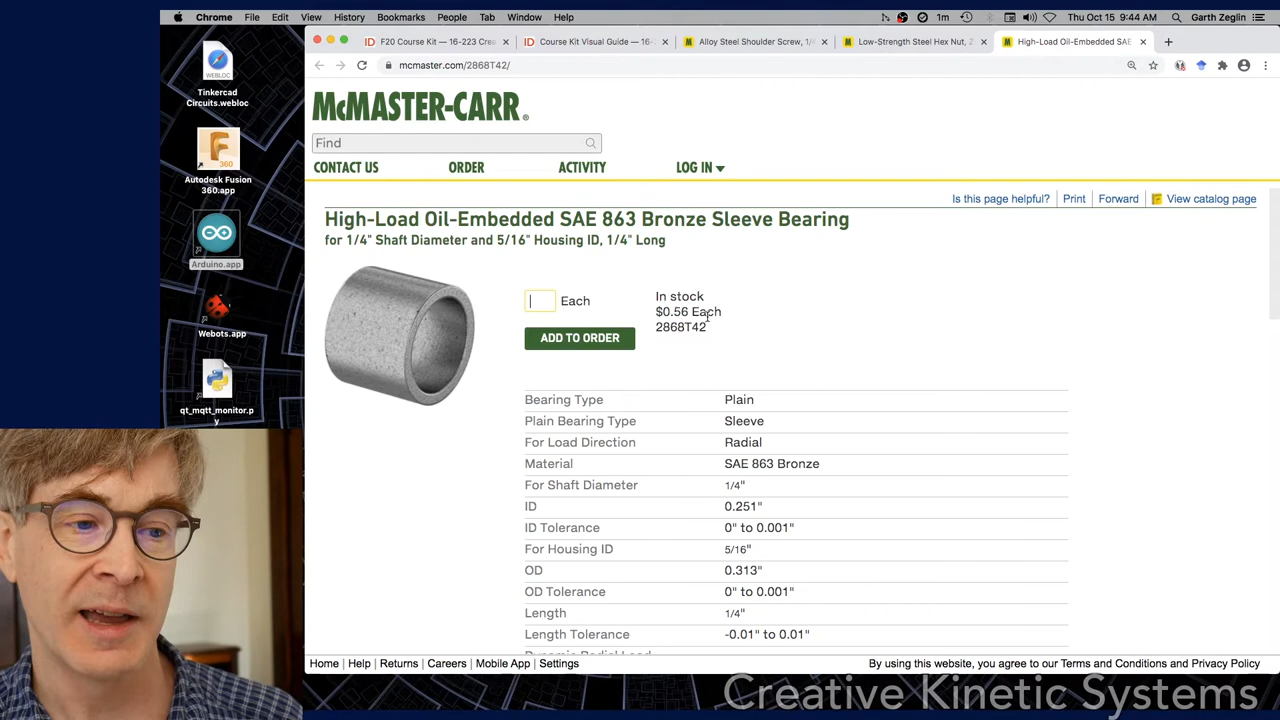 Chrome File Edit View History Bookmarks People Tab Window Help 1m Thu Oct 15 9:44 AM Garth Zeglin
F20 Course Kit — 16-223 Cre
Course Kit Visual Guide — 16-
Alloy Steel Shoulder Screw, 1/
Low-Strength Steel Hex Nut, 2
High-Load Oil-Embedded SAE
mcmaster.com/2868T42/
WEBLOC
Tinkercad
Circuits.webloc
360
Autodesk Fusion
360.app
Arduino.app
Webots.app
qt_mqtt_monitor.p
y
McMASTER-CARR®
Find
CONTACT US ORDER ACTIVITY LOG IN
Is this page helpful? Print Forward View catalog page
High-Load Oil-Embedded SAE 863 Bronze Sleeve Bearing
for 1/4" Shaft Diameter and 5/16" Housing ID, 1/4" Long
Each
In stock
$0.56 Each
2868T42
ADD TO ORDER
Bearing Type Plain
Plain Bearing Type Sleeve
For Load Direction Radial
Material SAE 863 Bronze
For Shaft Diameter 1/4"
ID 0.251"
ID Tolerance 0" to 0.001"
For Housing ID 5/16"
OD 0.313"
OD Tolerance 0" to 0.001"
Length 1/4"
Length Tolerance -0.01" to 0.01"
Dynamic Radial Load
Home | Help | Returns | Careers | Mobile App | Settings
By using this website, you agree to our Terms and Conditions and Privacy Policy
Creative Kinetic Systems